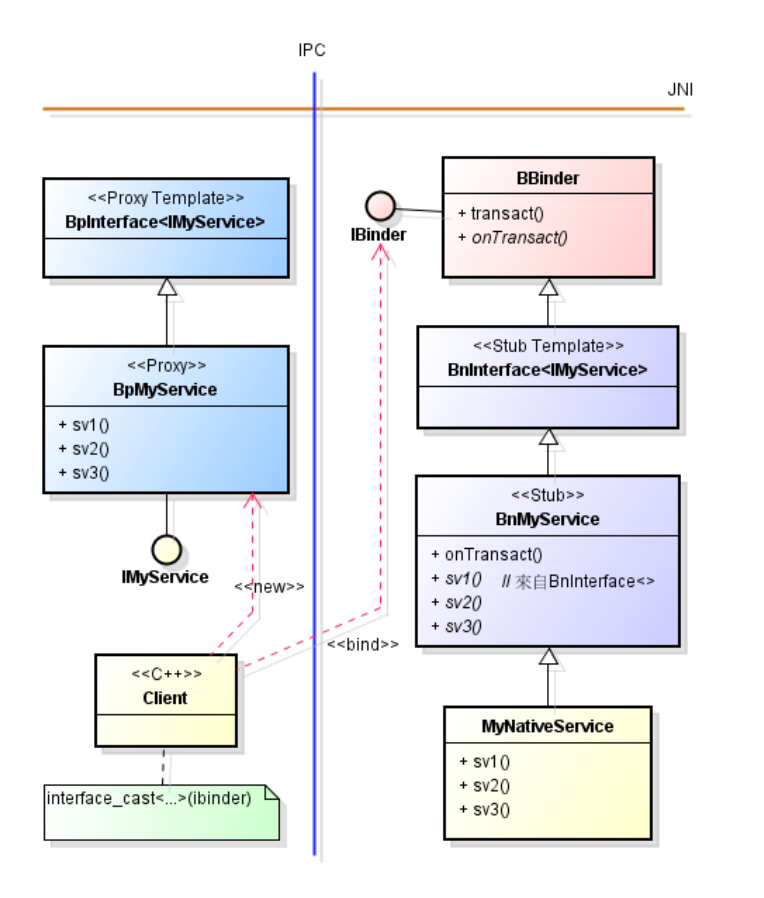 IPC
JNI
<<Proxy Template>>
BpInterface<IMyService>
<<Proxy>>
BpMyService
+ sv1()
+ sv2()
+ sv3()
IMyService
<<new>>
<<C++>>
Client
interface_cast<...>(ibinder)
IBinder
<<bind>>
BBinder
+ transact()
+ onTransact()
<<Stub Template>>
BnInterface<IMyService>
<<Stub>>
BnMyService
+ onTransact()
+ sv1() // 來自BnInterface<>
+ sv2()
+ sv3()
MyNativeService
+ sv1()
+ sv2()
+ sv3()